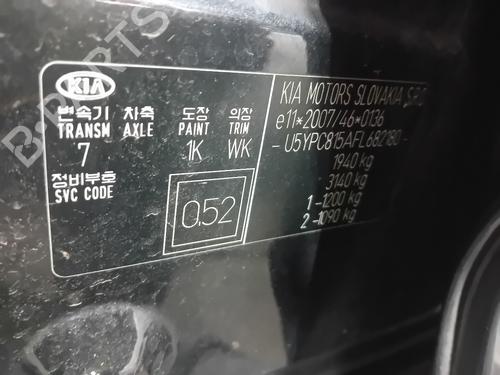 KIA
변속기 차축 도장 의장
TRANSM AXLE PAINT TRIM
7 1K WK
정비부호
SVC CODE
0.52
KIA MOTORS SLOVAKIA S.R.O
e11*2007/46*0136
- U5YPC815AFL682180 -
1940 kg
3140 kg
1-1200 kg
2-1090 kg
B-PARTS